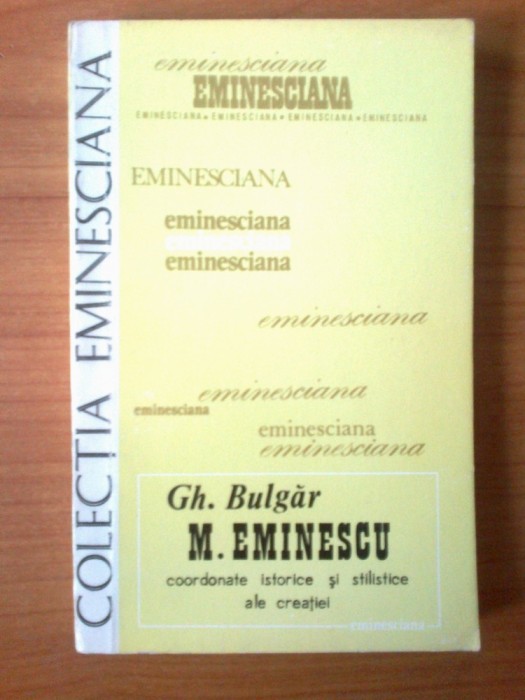 COLECȚIA EMINESCIANA
eminesciana
EMINESCIANA
EMINESCIANA • EMINESCIANA • EMINESCIANA • EMINESCIANA
EMINESCIANA
eminesciana
eminesciana
eminesciana
eminesciana
eminesciana
eminesciana
eminesciana
eminesciana
Gh. Bulgăr
M. EMINESCU
coordonate istorice și stilistice
ale creației
eminesciana